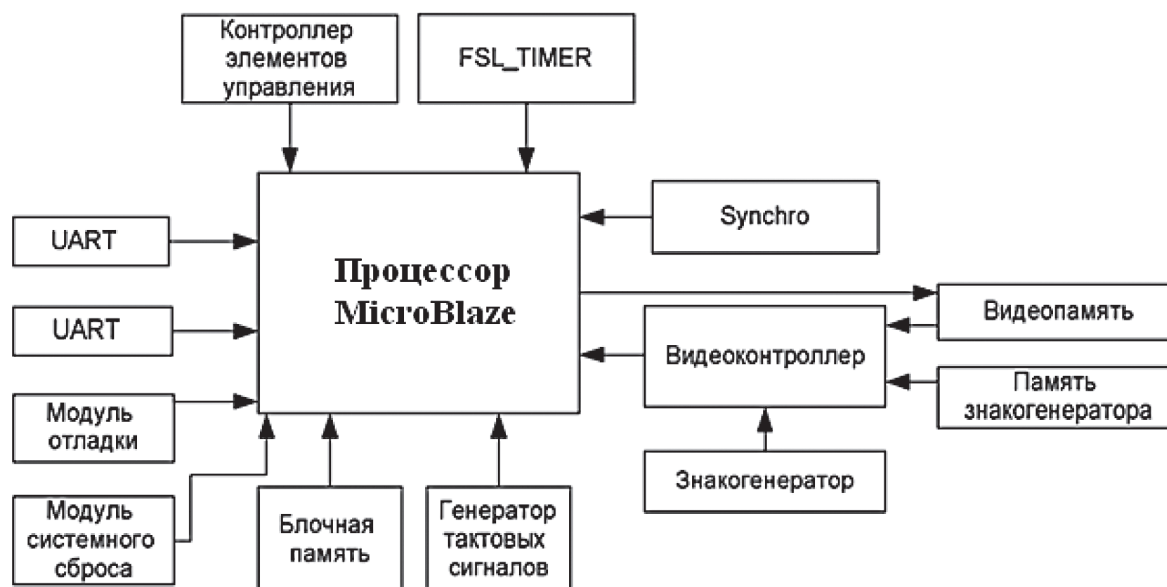 Контроллер
элементов
управления
FSL_TIMER
Synchro
UART
Процессор
MicroBlaze
Видеопамять
UART
Видеоконтроллер
Память
знакогенератора
Модуль
отладки
Знакогенератор
Модуль
системного
сброса
Блочная
память
Генератор
тактовых
сигналов